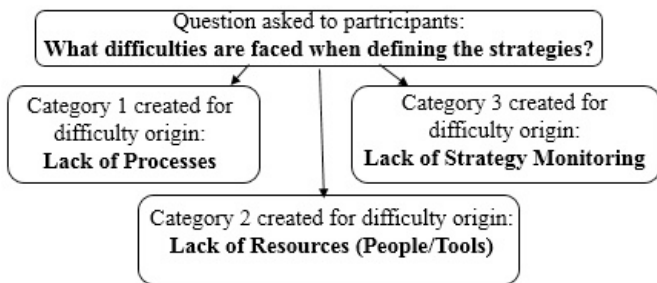 Question asked to partricipants:
What difficulties are faced when defining the strategies?
Category 1 created for
difficulty origin:
Lack of Processes
Category 3 created for
difficulty origin:
Lack of Strategy Monitoring
Category 2 created for difficulty origin:
Lack of Resources (People/Tools)